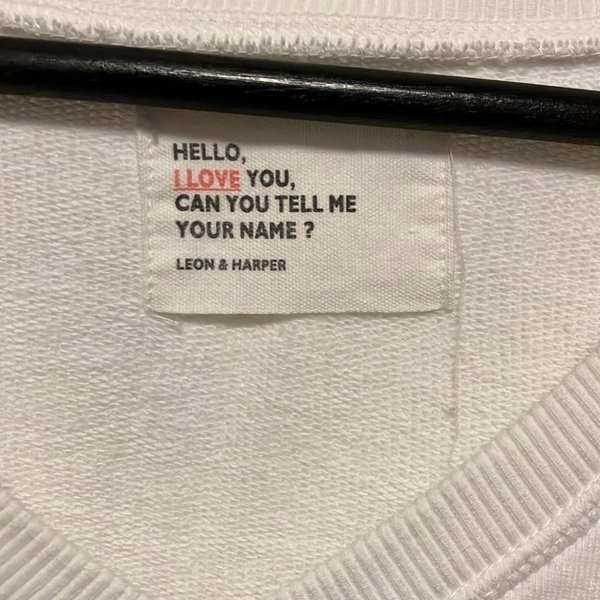 HELLO,
I LOVE YOU,
CAN YOU TELL ME
YOUR NAME ?
LEON & HARPER